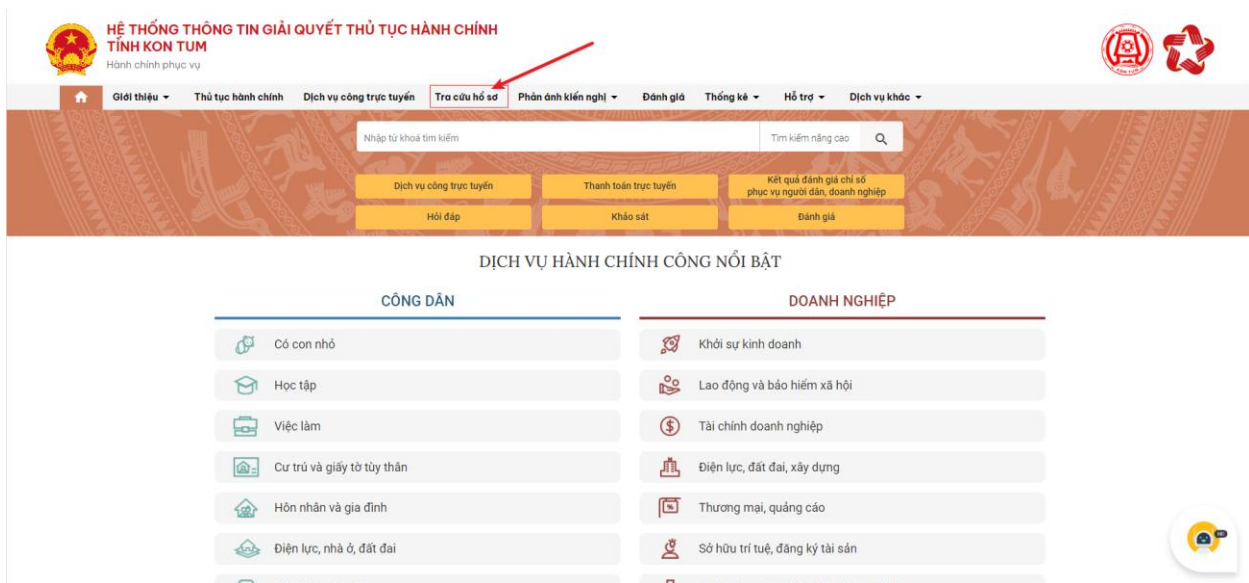 HỆ THỐNG THÔNG TIN GIẢI QUYẾT THỦ TỤC HÀNH CHÍNH
TỈNH KON TUM
Hành chính phục vụ
Giới thiệu
Thủ tục hành chính
Dịch vụ công trực tuyến
Tra cứu hồ sơ
Phản ánh kiến nghị
Đánh giá
Thống kê
Hỗ trợ
Dịch vụ khác
Nhập từ khoá tìm kiếm
Tìm kiếm nâng cao
Dịch vụ công trực tuyến
Thanh toán trực tuyến
Kết quả đánh giá chỉ số
phục vụ người dân, doanh nghiệp
Hỏi đáp
Khảo sát
Đánh giá
DỊCH VỤ HÀNH CHÍNH CÔNG NỔI BẬT
CÔNG DÂN
Có con nhỏ
Học tập
Việc làm
Cư trú và giấy tờ tùy thân
Hôn nhân và gia đình
Điện lực, nhà ở, đất đai
DOANH NGHIỆP
Khởi sự kinh doanh
Lao động và bảo hiểm xã hội
Tài chính doanh nghiệp
Điện lực, đất đai, xây dựng
Thương mại, quảng cáo
Sở hữu trí tuệ, đăng ký tài sản